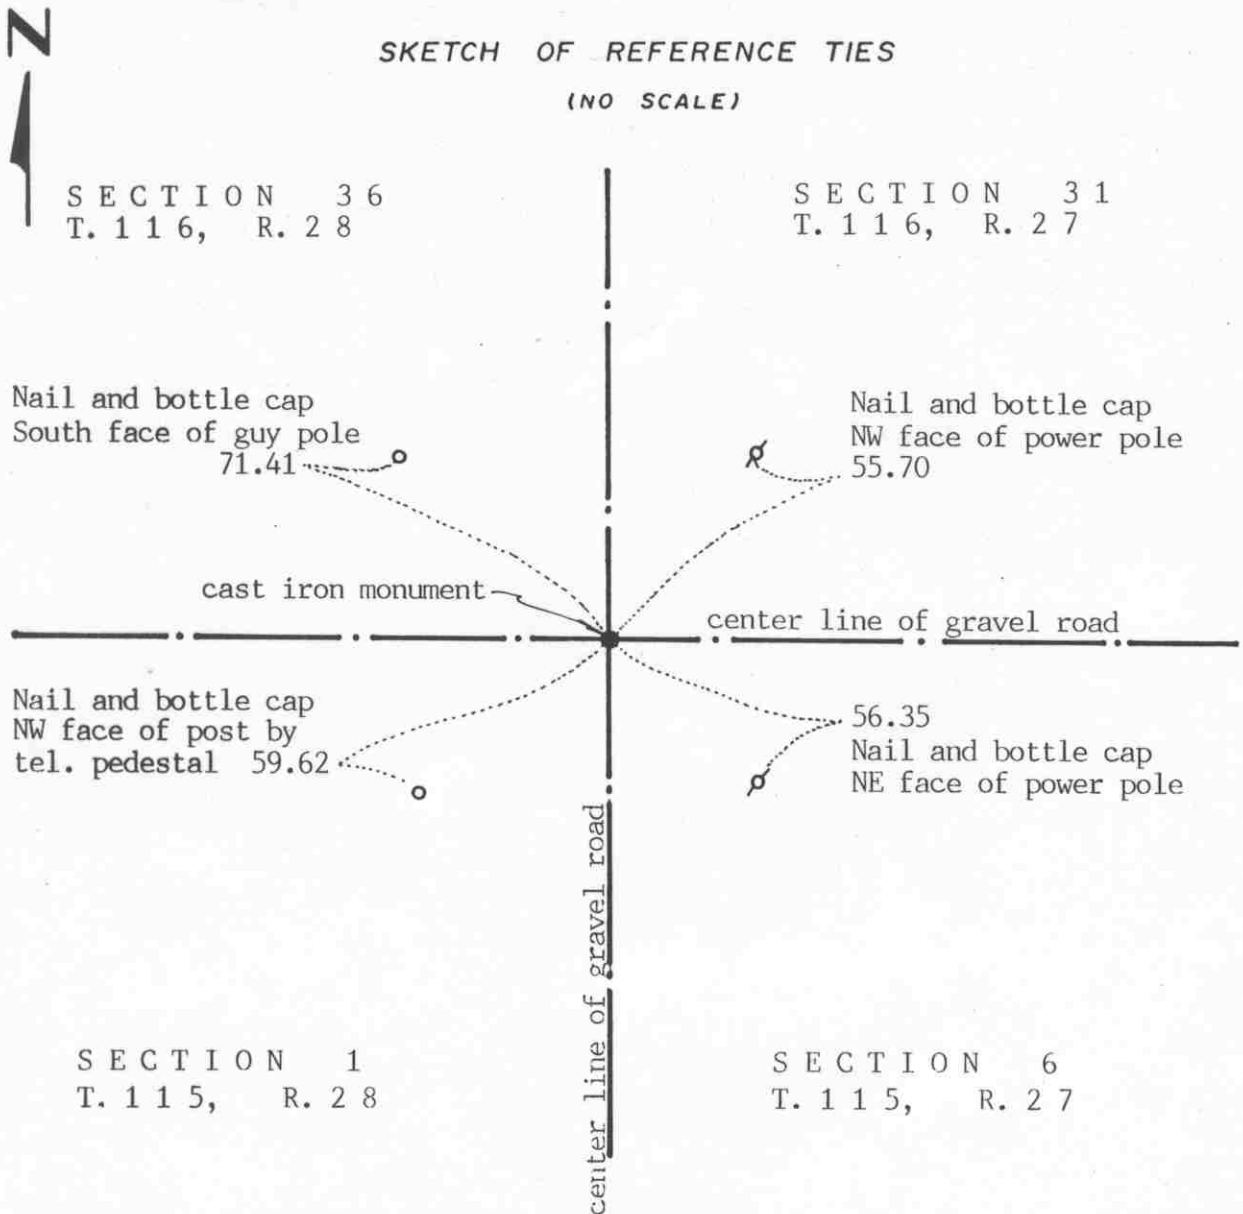 N
SKETCH OF REFERENCE TIES
(NO SCALE)
SECTION 36
T. 116, R. 28
SECTION 31
T. 116, R. 27
Nail and bottle cap
South face of guy pole
71.41
Nail and bottle cap
NW face of power pole
55.70
cast iron monument
center line of gravel road
Nail and bottle cap
NW face of post by
tel. pedestal 59.62
56.35
Nail and bottle cap
NE face of power pole
center line of gravel road
SECTION 1
T. 115, R. 28
SECTION 6
T. 115, R. 27